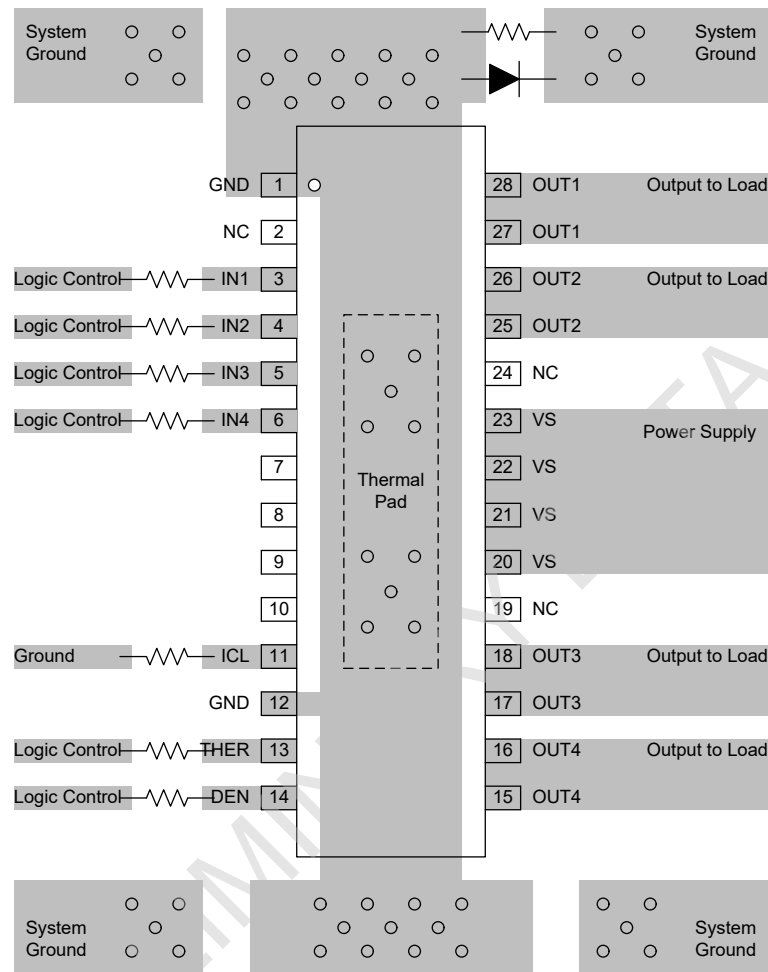 System
Ground
System
Ground
GND 1 28 OUT1 Output to Load
NC 2 27 OUT1
Logic Control IN1 3 26 OUT2 Output to Load
Logic Control IN2 4 25 OUT2
Logic Control IN3 5 24 NC
Logic Control IN4 6 23 VS Power Supply
7 22 VS
Thermal
Pad
8 21 VS
9 20 VS
10 19 NC
Ground ICL 11 18 OUT3 Output to Load
GND 12 17 OUT3
Logic Control THER 13 16 OUT4 Output to Load
Logic Control DEN 14 15 OUT4
System
Ground
System
Ground